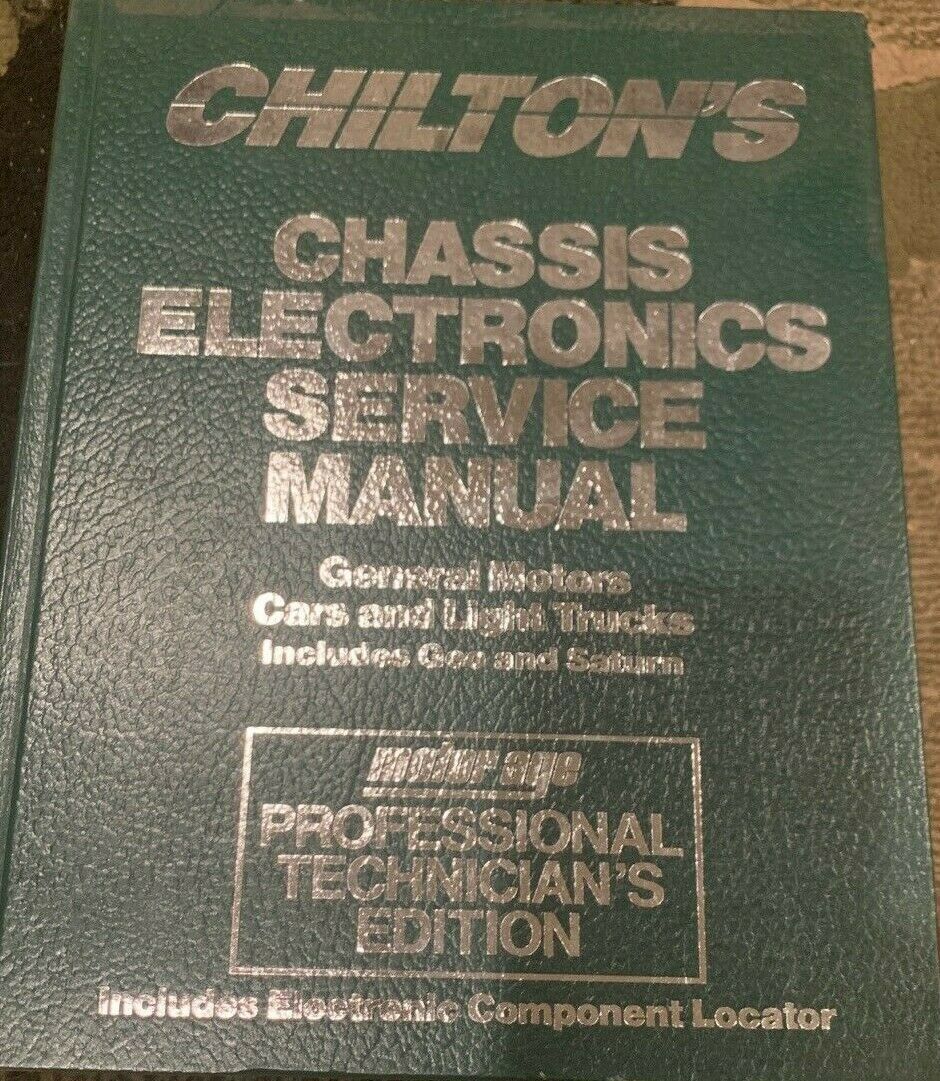 CHILTON'S
CHASSIS
ELECTRONICS
SERVICE
MANUAL
General Motors
Cars and Light Trucks
Includes Geo and Saturn
motor age
PROFESSIONAL
TECHNICIAN'S
EDITION
Includes Electronic Component Locator